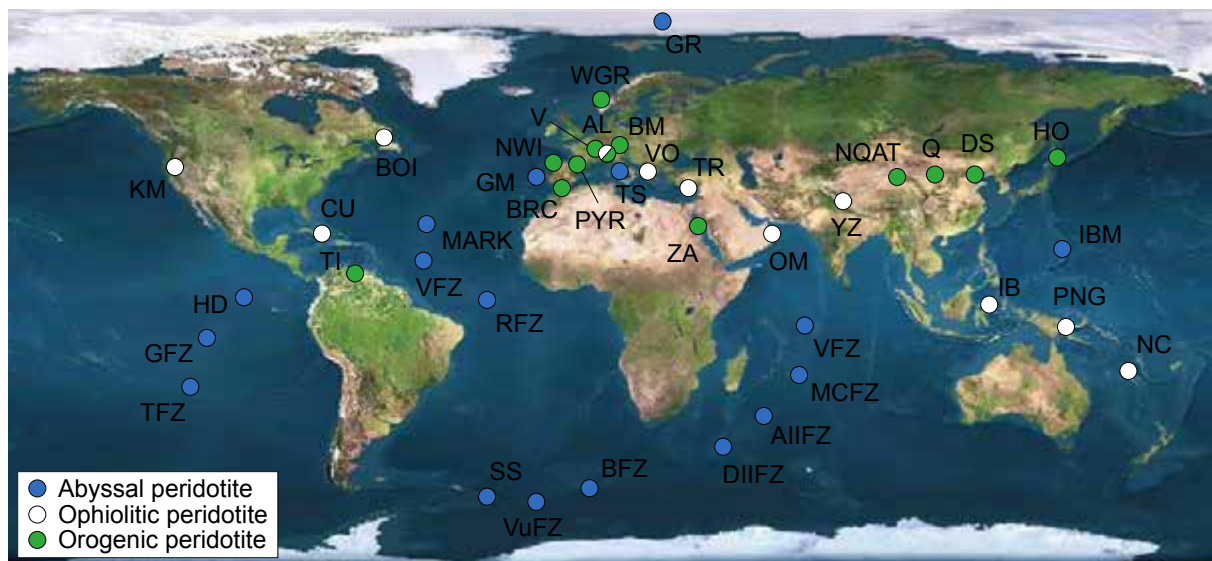 GR
WGR
V
AL
BM
HO
NWI
VO
NQAT
Q
DS
BOI
KM
GM
TS
TR
BRC
PYR
CU
YZ
MARK
ZA
OM
IBM
TI
VFZ
IB
PNG
HD
RFZ
GFZ
VFZ
NC
TFZ
MCFZ
AIIFZ
SS
BFZ
DIIFZ
VuFZ
Abyssal peridotite
Ophiolitic peridotite
Orogenic peridotite